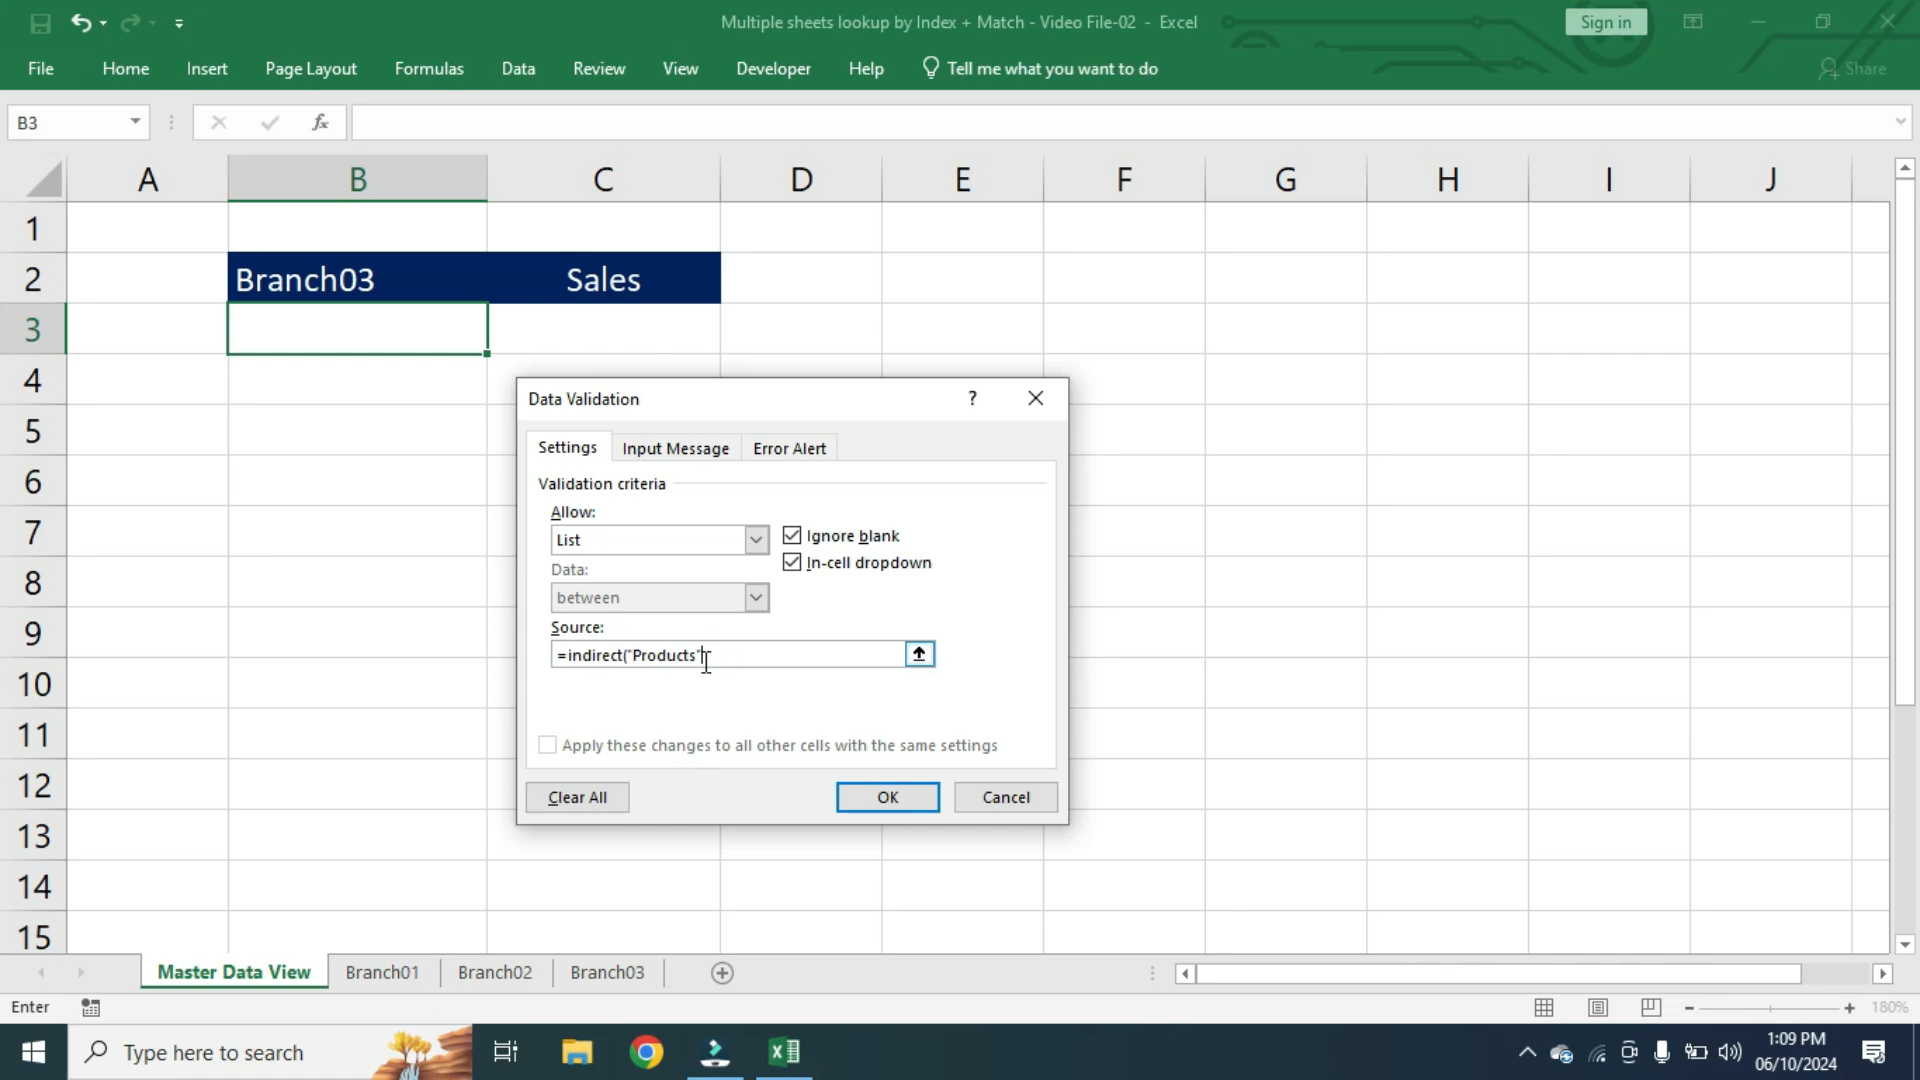 Multiple sheets lookup by Index + Match - Video File-02 - Excel
Sign in
File Home Insert Page Layout Formulas Data Review View Developer Help Tell me what you want to do Share
B3 fx
A B C D E F G H I J
1
2 Branch03 Sales
3
4
5
6
7
8
9
10
11
12
13
14
15
Data Validation ? 
Settings Input Message Error Alert
Validation criteria
Allow:
List
Ignore blank
In-cell dropdown
Data:
between
Source:
=indirect("Products"
Apply these changes to all other cells with the same settings
Clear All OK Cancel
Master Data View Branch01 Branch02 Branch03
Enter 180%
Type here to search
1:09 PM
06/10/2024